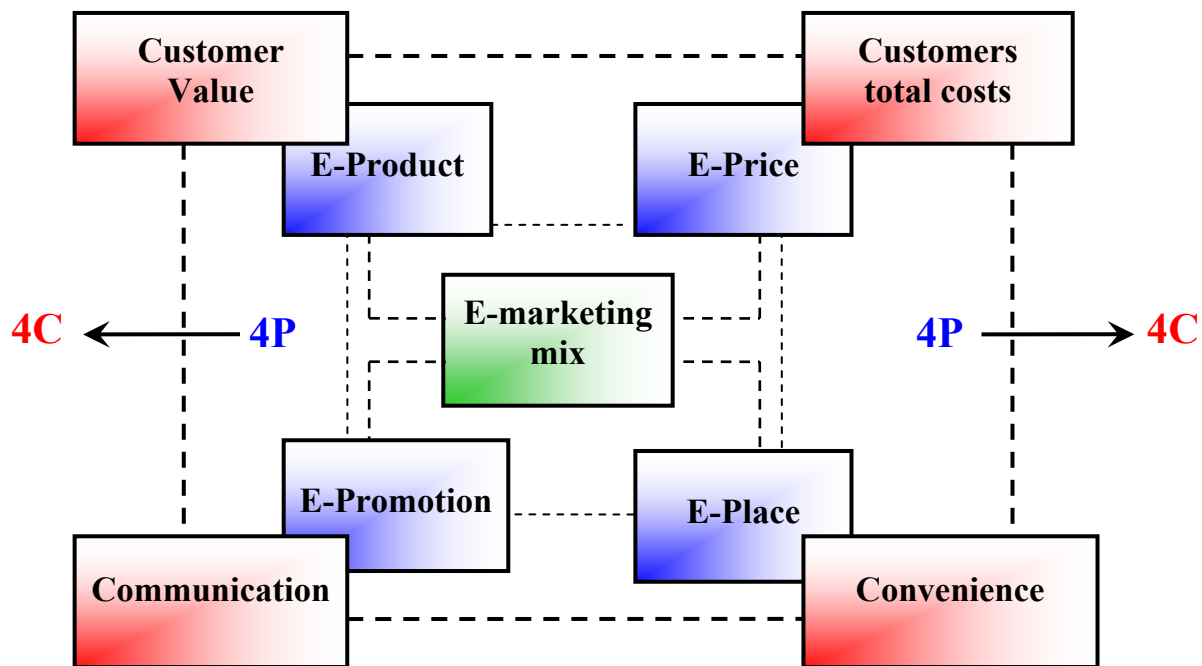 Customer
Value
Customers
total costs
E-Product
E-Price
E-marketing
mix
4C
4P
4P
4C
E-Promotion
E-Place
Communication
Convenience